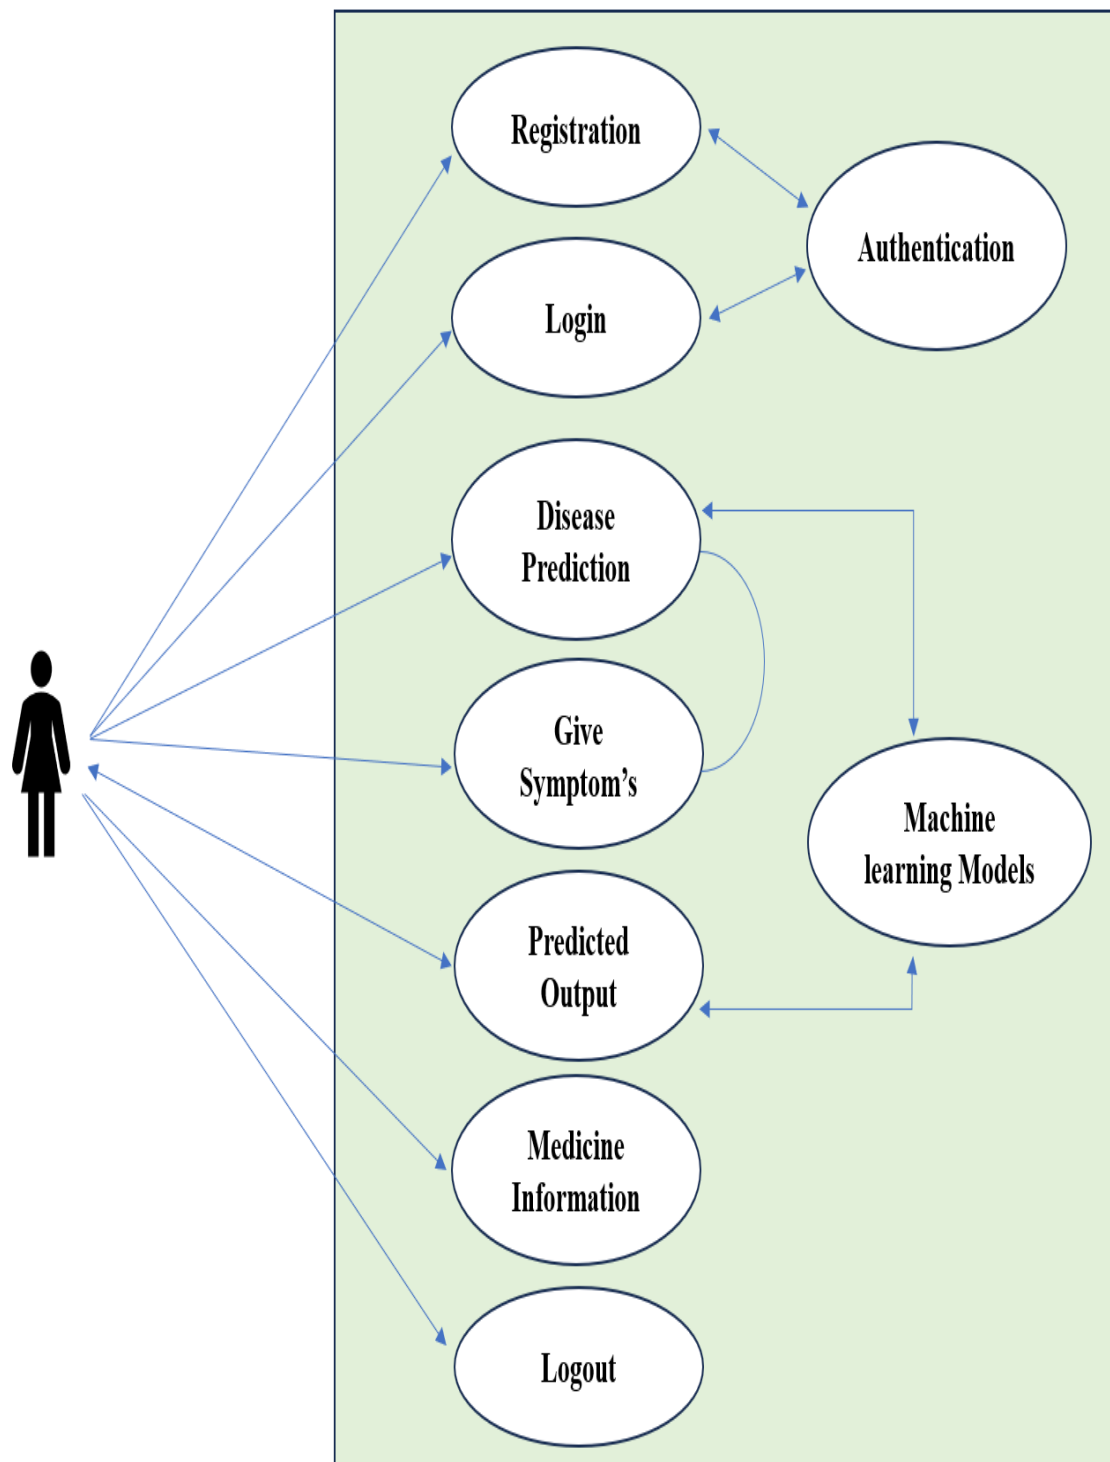 Registration
Authentication
Login
Disease
Prediction
Give
Symptom’s
Machine
learning Models
Predicted
Output
Medicine
Information
Logout